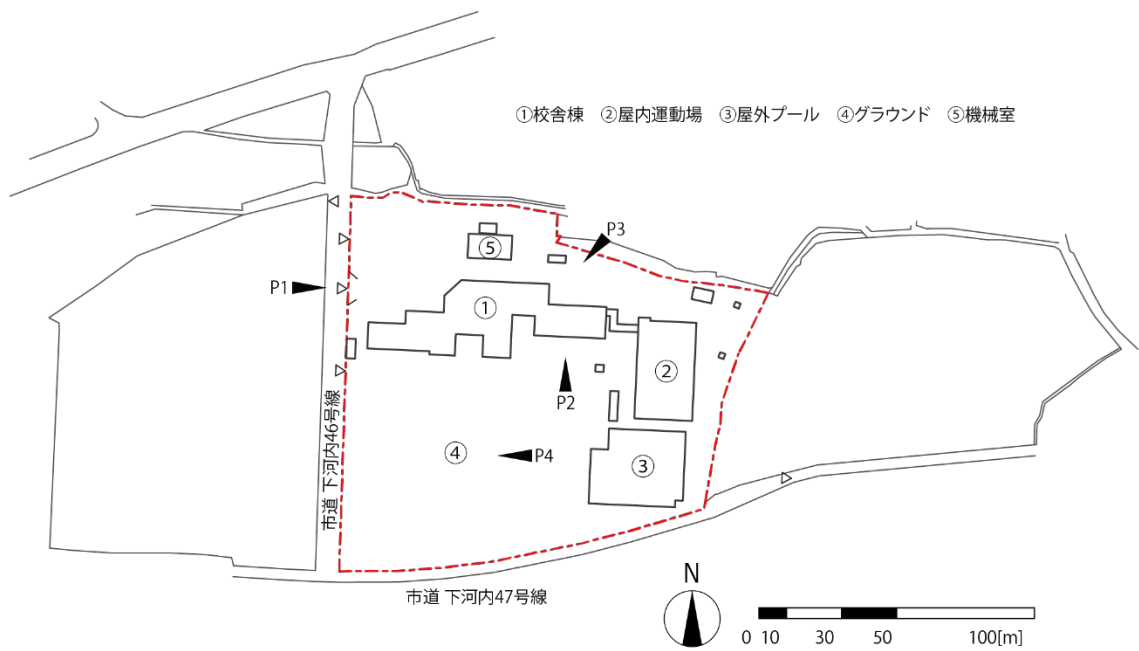 ①校舎棟 ②屋内運動場 ③屋外プール ④グラウンド ⑤機械室
P3
⑤
P1
①
②
P2
市道 下河内46号線
④
P4
③
市道 下河内47号線
N
0 10 30 50 100[m]